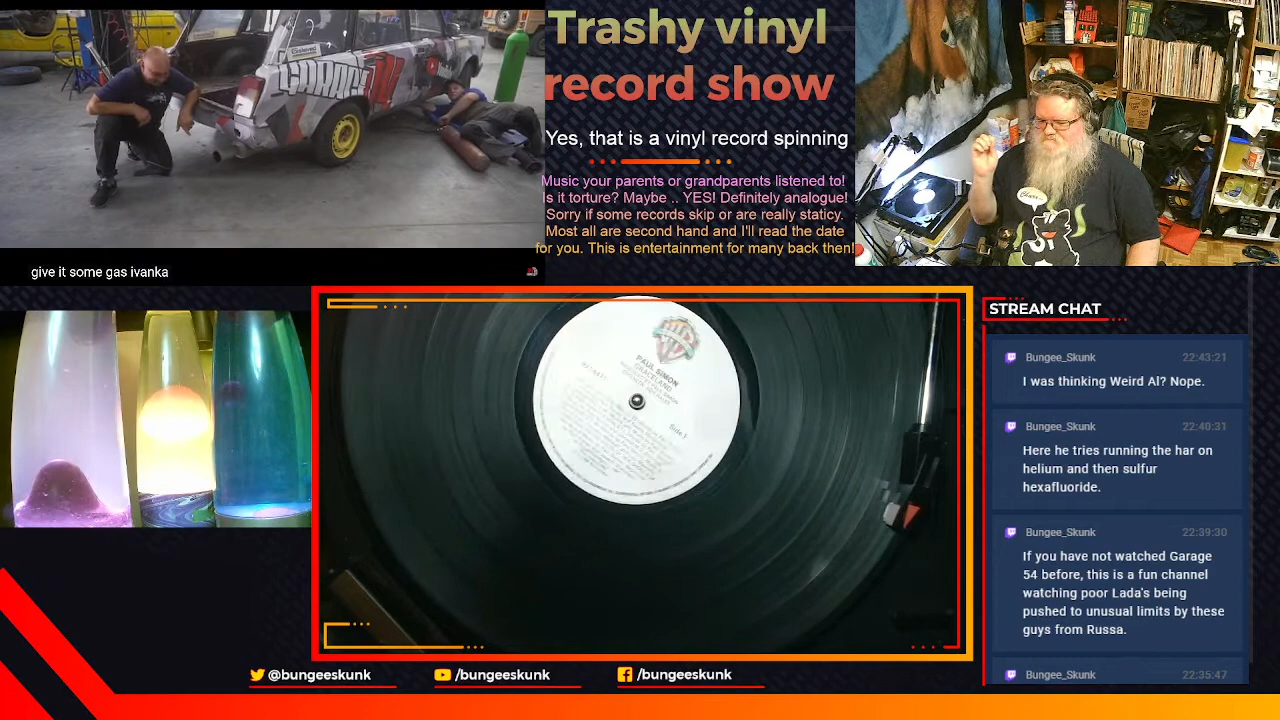 Trashy vinyl
record show
Yes, that is a vinyl record spinning
Music your parents or grandparents listened to!
Is it torture? Maybe .. YES! Definitely analogue!
Sorry if some records skip or are really staticy.
Most all are second hand and I'll read the date
for you. This is entertainment for many back then!
GARAGE
give it some gas ivanka
PAUL SIMON
GRACELAND
Side 1
STREAM CHAT
Bungee_Skunk 22:43:21
I was thinking Weird Al? Nope.
Bungee_Skunk 22:40:31
Here he tries running the har on
helium and then sulfur
hexafluoride.
Bungee_Skunk 22:39:30
If you have not watched Garage
54 before, this is a fun channel
watching poor Lada's being
pushed to unusual limits by these
guys from Russa.
Bungee_Skunk 22:35:47
@bungeeskunk
/bungeeskunk
/bungeeskunk